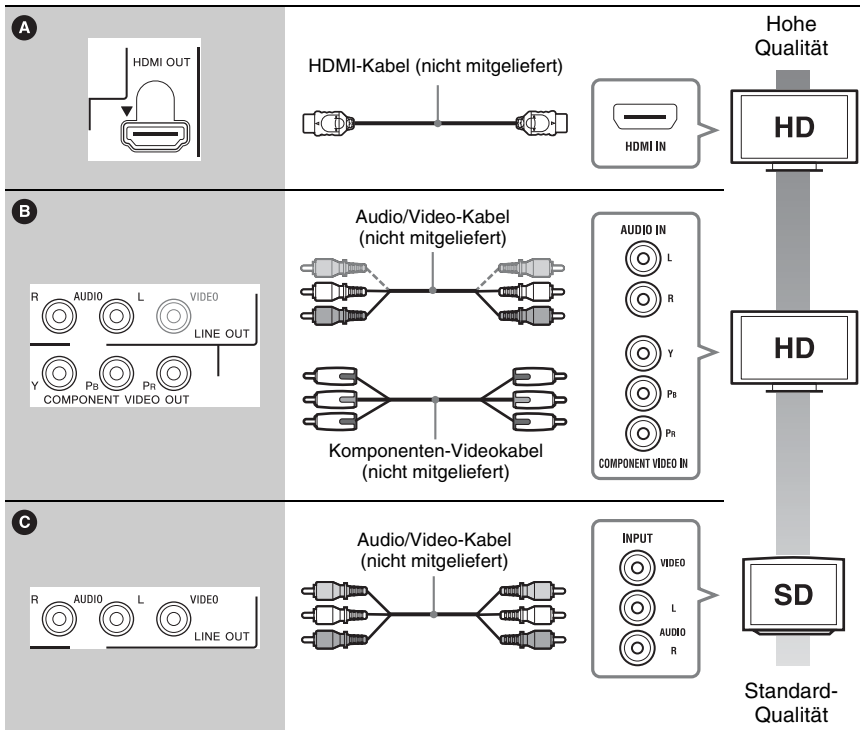 A
HDMI OUT
HDMI-Kabel (nicht mitgeliefert)
HDMI IN
Hohe
Qualität
HD
B
R AUDIO L VIDEO
LINE OUT
Y PB PR
COMPONENT VIDEO OUT
Audio/Video-Kabel
(nicht mitgeliefert)
Komponenten-Videokabel
(nicht mitgeliefert)
AUDIO IN
L
R
Y
PB
PR
COMPONENT VIDEO IN
HD
C
R AUDIO L VIDEO
LINE OUT
Audio/Video-Kabel
(nicht mitgeliefert)
INPUT
VIDEO
L
AUDIO
R
SD
Standard-
Qualität